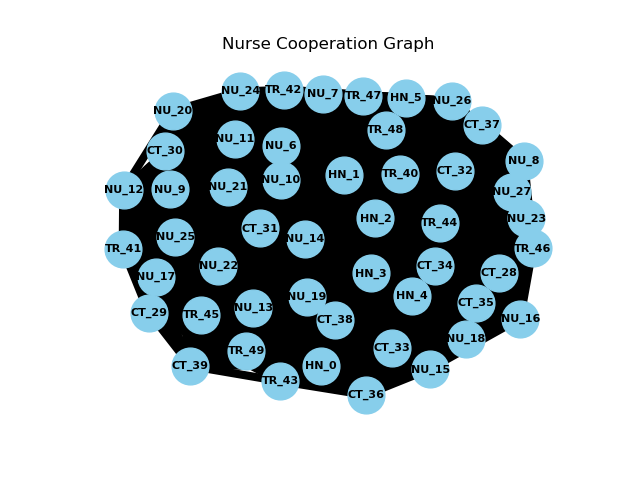 Nurse Cooperation Graph
NU_24
TR_42
NU_7
TR_47
HN_5
NU_26
NU_20
CT_37
TR_48
NU_11
NU_6
CT_30
NU_8
CT_32
TR_40
HN_1
NU_10
NU_21
NU_9
NU_12
NU_27
HN_2
NU_23
TR_44
CT_31
NU_14
NU_25
TR_41
TR_46
NU_22
CT_34
HN_3
CT_28
NU_17
HN_4
NU_19
CT_35
NU_13
CT_29
TR_45
CT_38
NU_16
NU_18
CT_33
TR_49
CT_39
HN_0
NU_15
TR_43
CT_36